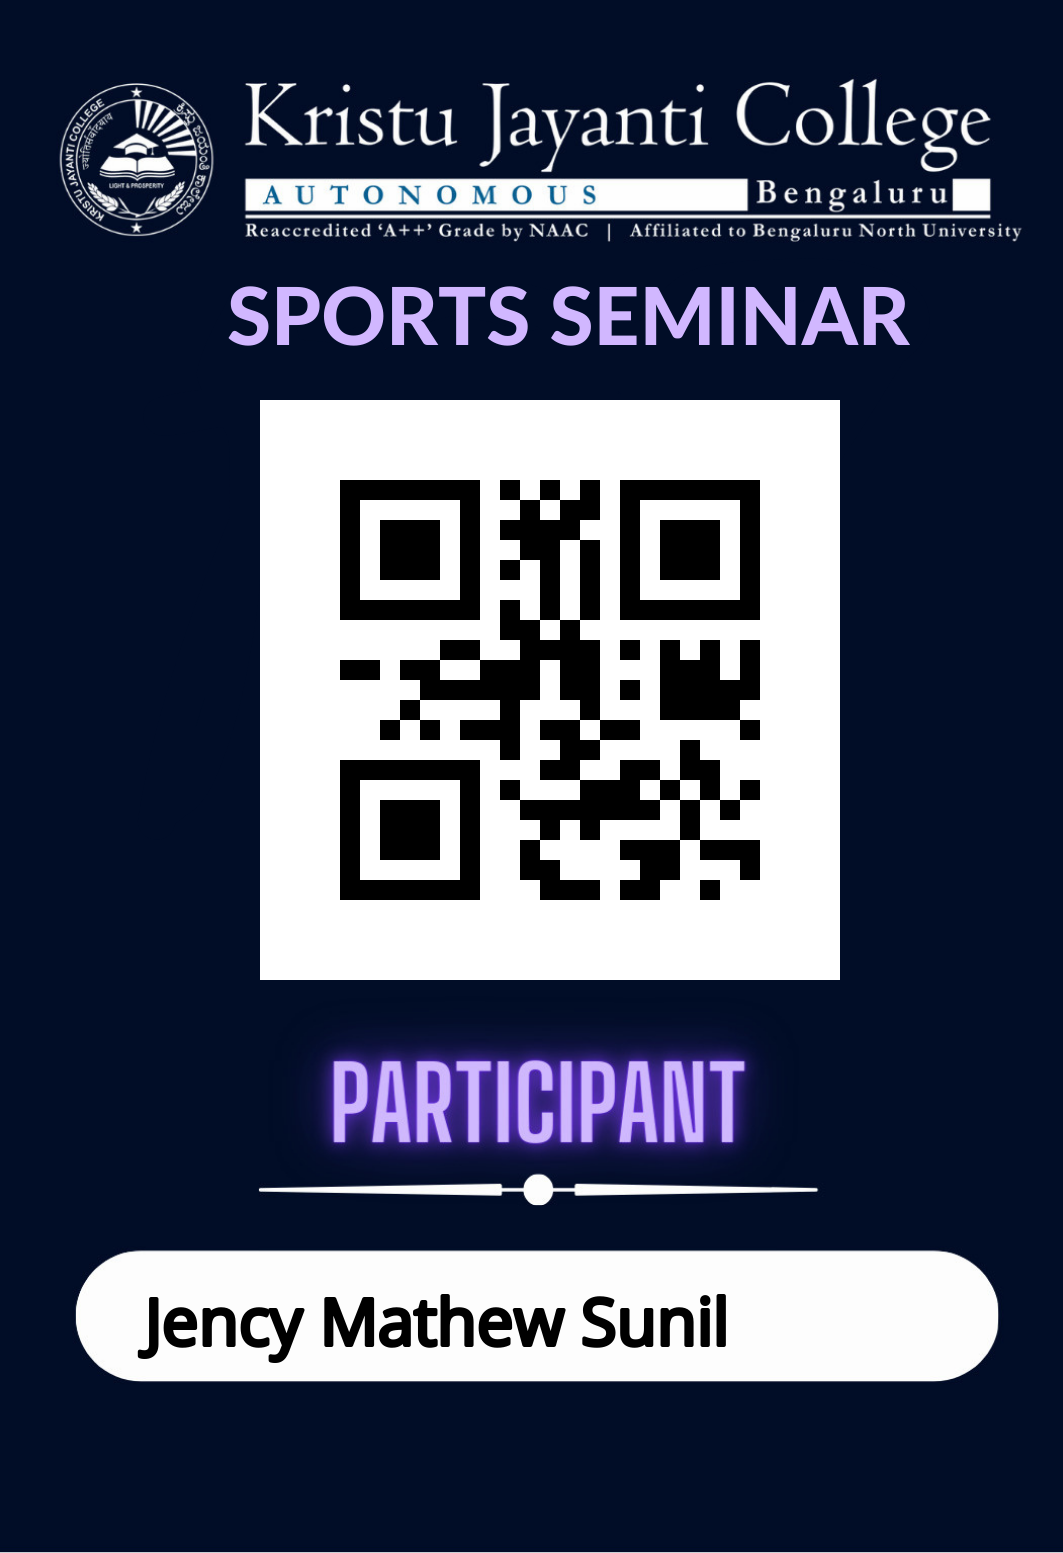 KRISTU JAYANTI COLLEGE
LIGHT & PROSPERITY
Kristu Jayanti College
AUTONOMOUS Bengaluru
Reaccredited ‘A++’ Grade by NAAC | Affiliated to Bengaluru North University
SPORTS SEMINAR
PARTICIPANT
Jency Mathew Sunil